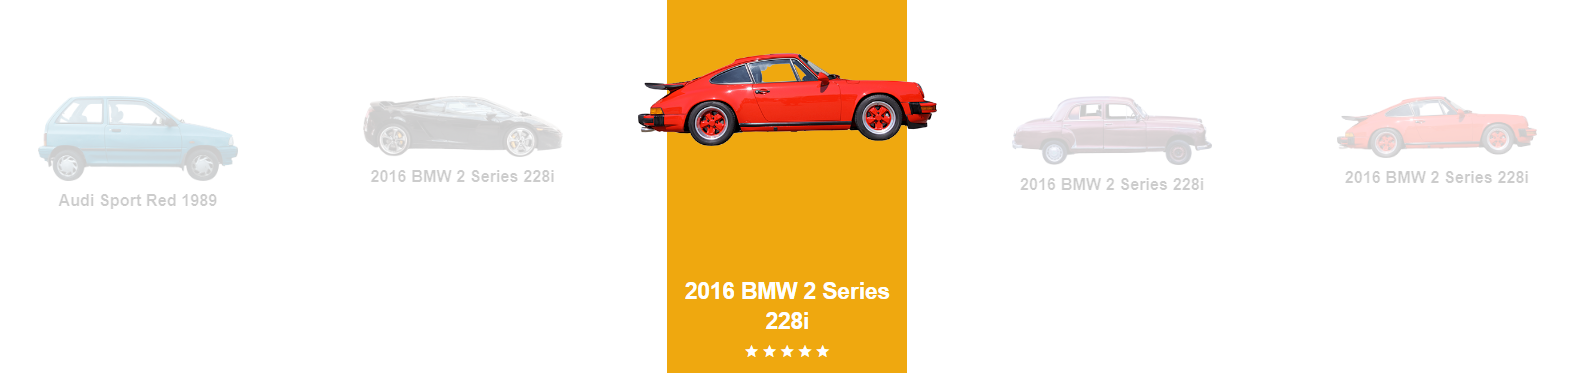 Audi Sport Red 1989
2016 BMW 2 Series 228i
2016 BMW 2 Series
228i
2016 BMW 2 Series 228i
2016 BMW 2 Series 228i